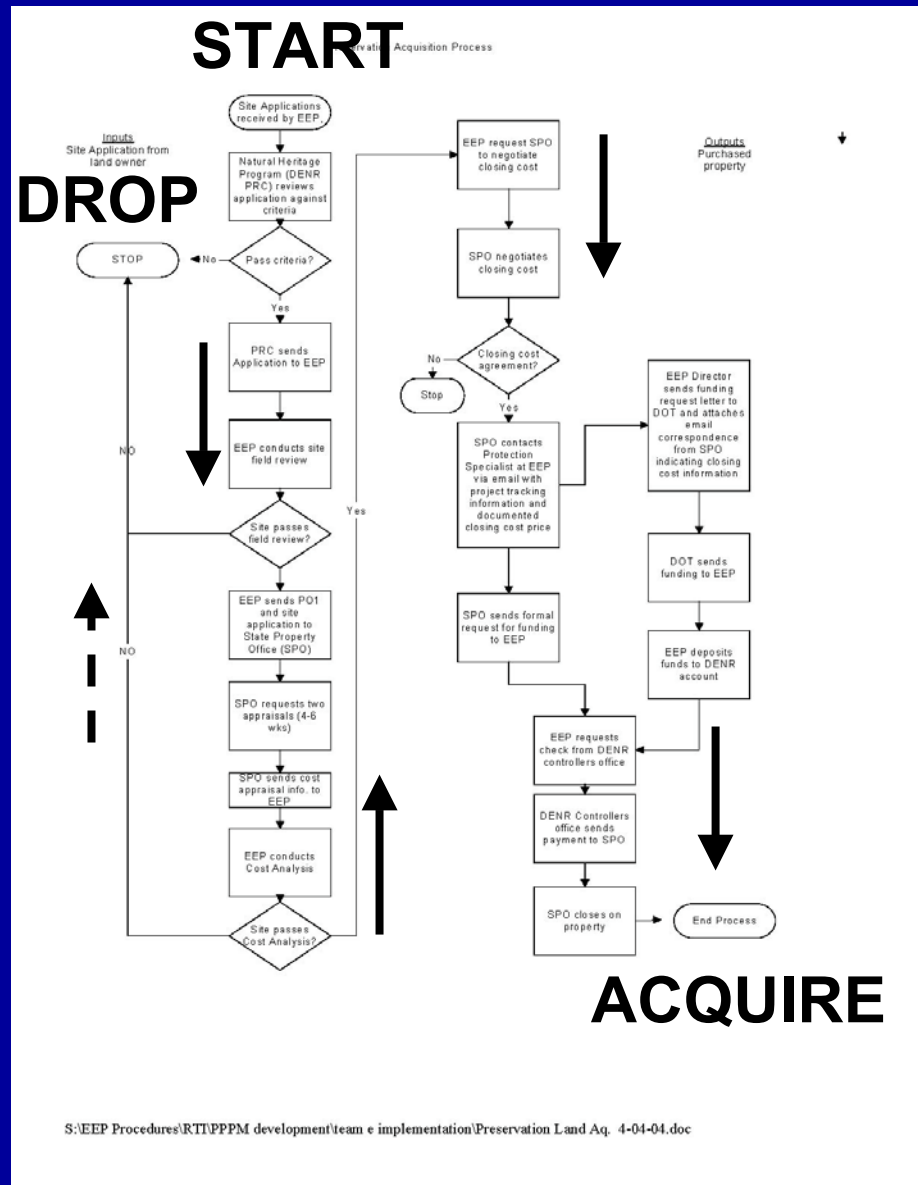 START
Acquisition Process
Site Applications
received by EEP.
Inputs
Site Application from
land owner
DROP
Natural Heritage
Program (DENR
PRC) reviews
application against
criteria
STOP
No
Pass criteria?
Yes
PRC sends
Application to EEP
EEP conducts site
field review
NO
Site passes
field review?
EEP sends PO1
and site
application to
State Property
Office (SPO)
NO
SPO requests two
appraisals (4-6
wks)
SPO sends cost
appraisal info. to
EEP
EEP conducts
Cost Analysis
Site passes
Cost Analysis?
Yes
EEP request SPO
to negotiate
closing cost
SPO negotiates
closing cost
Closing cost
agreement?
No
Stop
Yes
SPO contacts
Protection
Specialist at EEP
via email with
project tracking
information and
documented
closing cost price
SPO sends formal
request for funding
to EEP
Outputs
Purchased
property
EEP Director
sends funding
request letter to
DOT and attaches
email
correspondence
from SPO
indicating closing
cost information
DOT sends
funding to EEP
EEP deposits
funds to DENR
account
EEP requests
check from DENR
controllers office
DENR Controllers
office sends
payment to SPO
SPO closes on
property
End Process
ACQUIRE
S:\EEP Procedures\RTI\PPPM development\team e implementation\Preservation Land Aq. 4-04-04.doc